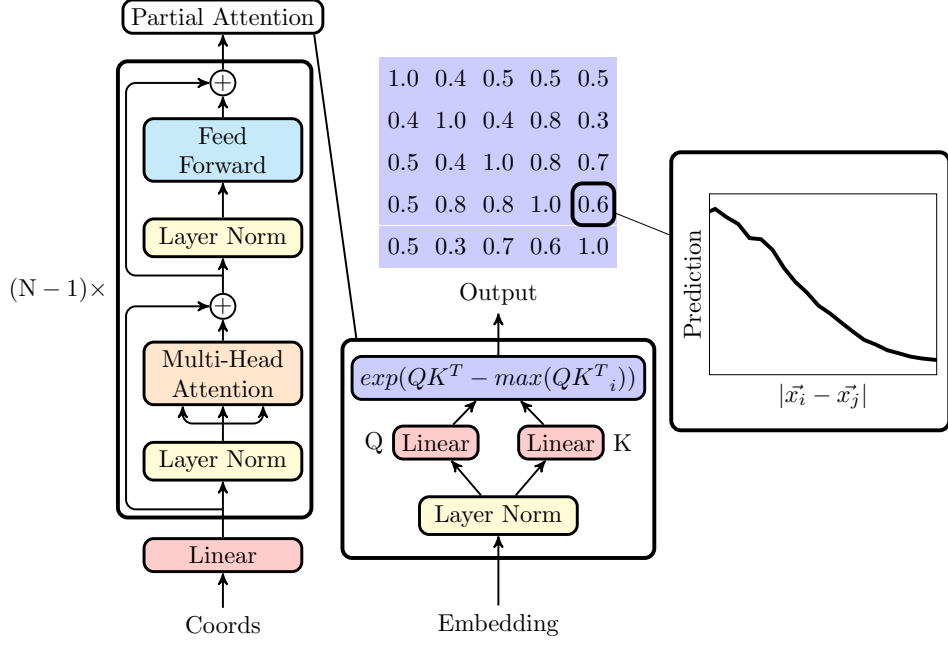 Partial Attention
Feed
Forward
Layer Norm
(N − 1)×
Multi-Head
Attention
Layer Norm
Linear
Coords
1.0 0.4 0.5 0.5 0.5
0.4 1.0 0.4 0.8 0.3
0.5 0.4 1.0 0.8 0.7
0.5 0.8 0.8 1.0 0.6
0.5 0.3 0.7 0.6 1.0
Output
exp(QK^T − max(QK^T_i))
Q Linear Linear K
Layer Norm
Embedding
Prediction
|x⃗_i − x⃗_j|